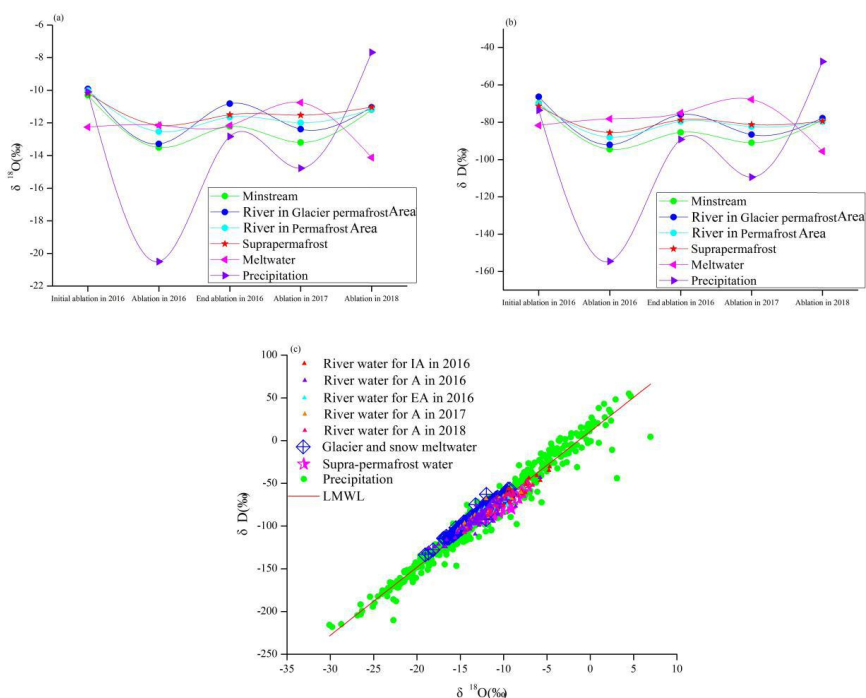 (a)
-6
-8
-10
-12
-14
-16
-18
-20
-22
δ 18O(‰)
Minstream
River in Glacier permafrost Area
River in Permafrost Area
Suprapermafrost
Meltwater
Precipitation
Initial ablation in 2016 Ablation in 2016 End ablation in 2016 Ablation in 2017 Ablation in 2018
(b)
-40
-60
-80
-100
-120
-140
-160
δ D(‰)
Minstream
River in Glacier permafrost Area
River in Permafrost Area
Suprapermafrost
Meltwater
Precipitation
Initial ablation in 2016 Ablation in 2016 End ablation in 2016 Ablation in 2017 Ablation in 2018
(c)
100
50
0
-50
-100
-150
-200
-250
δ D(‰)
River water for IA in 2016
River water for A in 2016
River water for EA in 2016
River water for A in 2017
River water for A in 2018
Glacier and snow meltwater
Supra-permafrost water
Precipitation
LMWL
-35 -30 -25 -20 -15 -10 -5 0 5 10
δ 18O(‰)